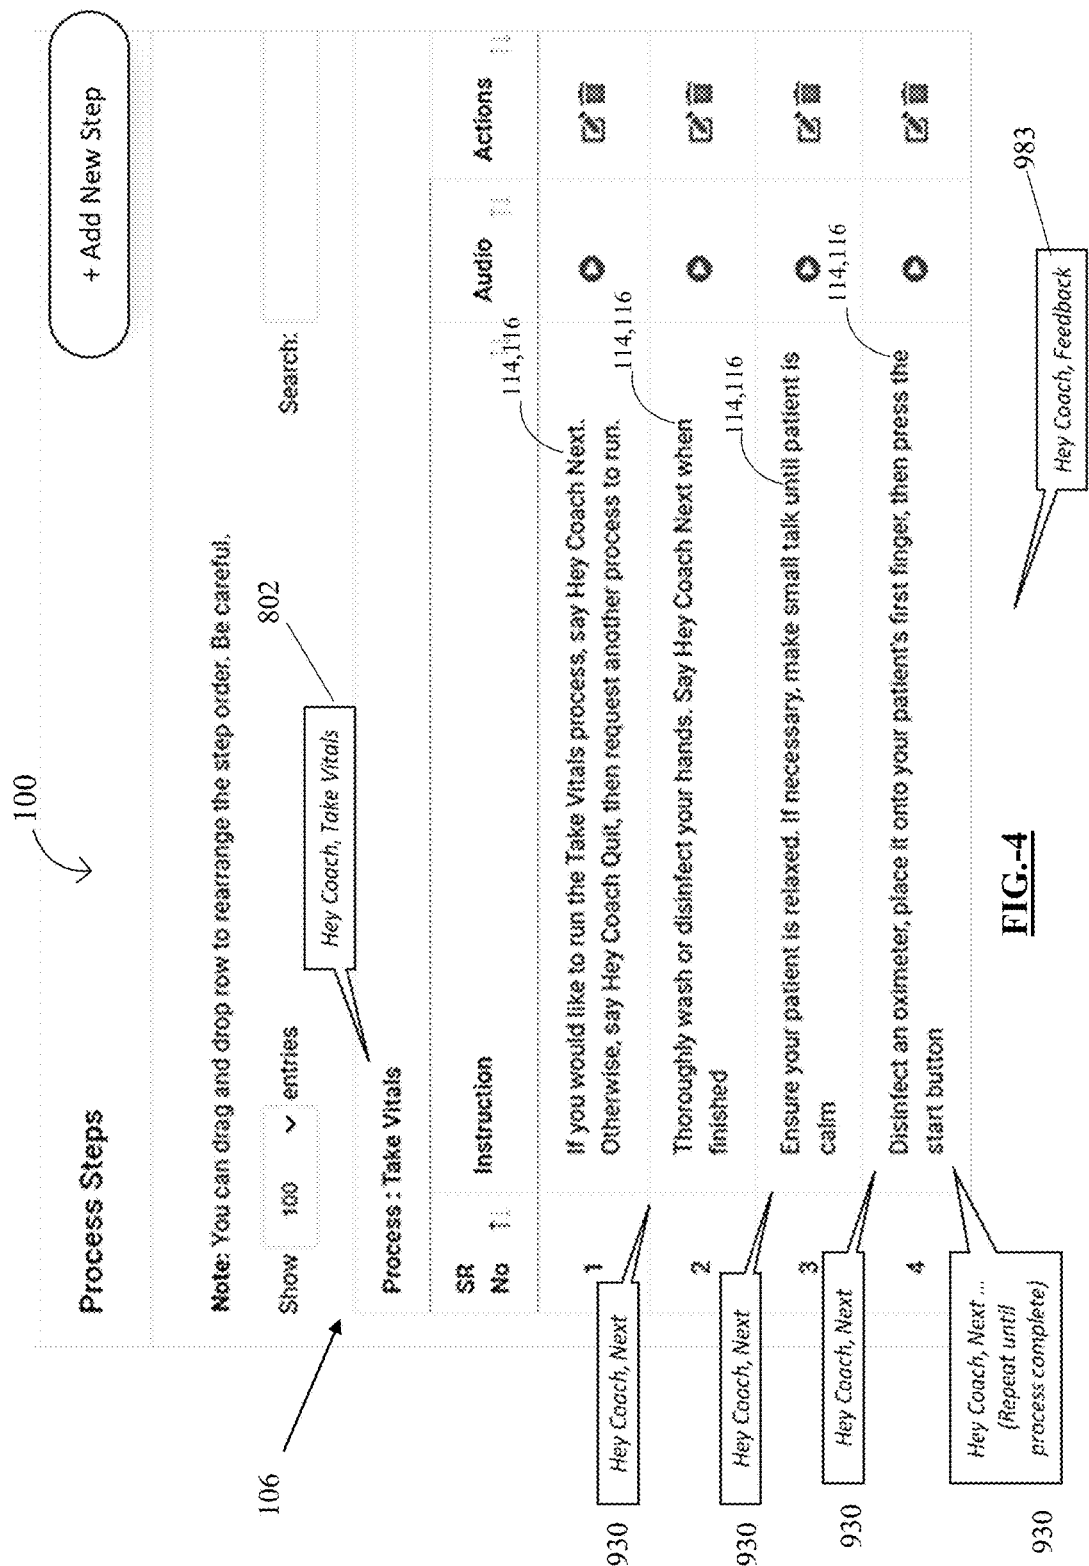 100
Process Steps
+ Add New Step
Note: You can drag and drop row to rearrange the step order. Be careful.
Show 100 entries
Search:
802
Hey Coach, Take Vitals
106
Process : Take Vitals
SR No
Instruction
Audio
Actions
114,116
1
If you would like to run the Take Vitals process, say Hey Coach Next.
Otherwise, say Hey Coach Quit, then request another process to run.
930
Hey Coach, Next
114,116
2
Thoroughly wash or disinfect your hands. Say Hey Coach Next when
finished
930
Hey Coach, Next
114,116
3
Ensure your patient is relaxed. If necessary, make small talk until patient is
calm
930
Hey Coach, Next
114,116
4
Disinfect an oximeter, place it onto your patient's first finger, then press the
start button
930
Hey Coach, Next ...
(Repeat until
process complete)
983
Hey Coach, Feedback
FIG.-4